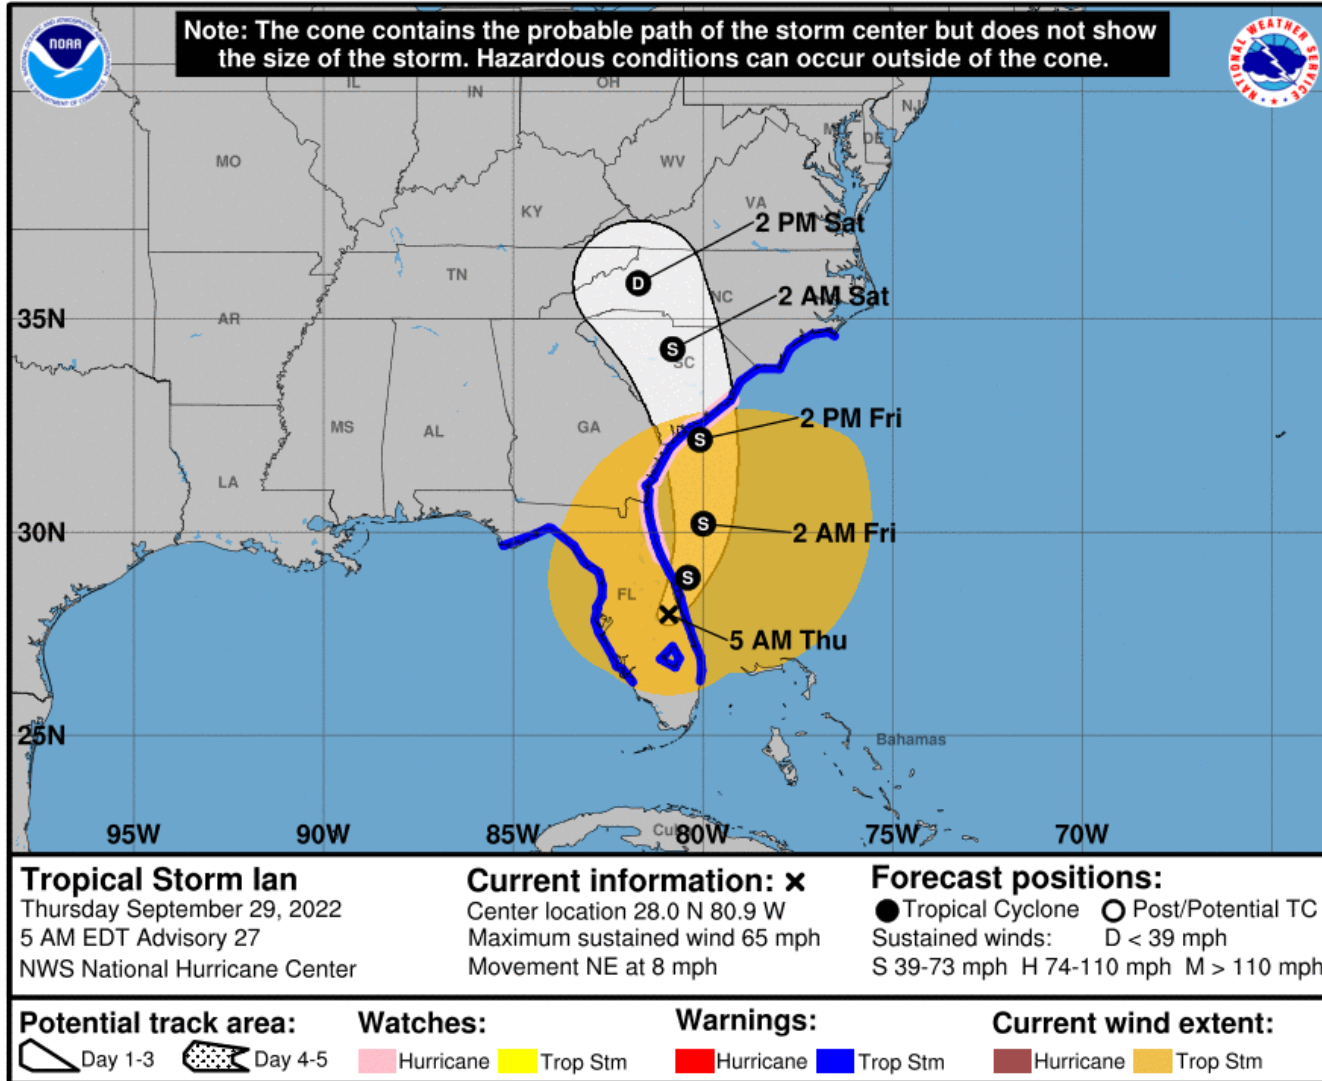 Note: The cone contains the probable path of the storm center but does not show
the size of the storm. Hazardous conditions can occur outside of the cone.
NOAA
NATIONAL WEATHER SERVICE
IL
IN
OH
NJ
DE
MO
WV
KY
VA
2 PM Sat
TN
NC
2 AM Sat
35N
AR
SC
2 PM Fri
MS
AL
GA
LA
30N
2 AM Fri
FL
5 AM Thu
25N
Bahamas
95W
90W
85W
80W
75W
70W
D
S
S
S
S
Tropical Storm Ian
Thursday September 29, 2022
5 AM EDT Advisory 27
NWS National Hurricane Center
Current information: ×
Center location 28.0 N 80.9 W
Maximum sustained wind 65 mph
Movement NE at 8 mph
Forecast positions:
Tropical Cyclone Post/Potential TC
Sustained winds: D < 39 mph
S 39-73 mph H 74-110 mph M > 110 mph
Potential track area:
Day 1-3 Day 4-5
Watches:
Hurricane Trop Stm
Warnings:
Hurricane Trop Stm
Current wind extent:
Hurricane Trop Stm